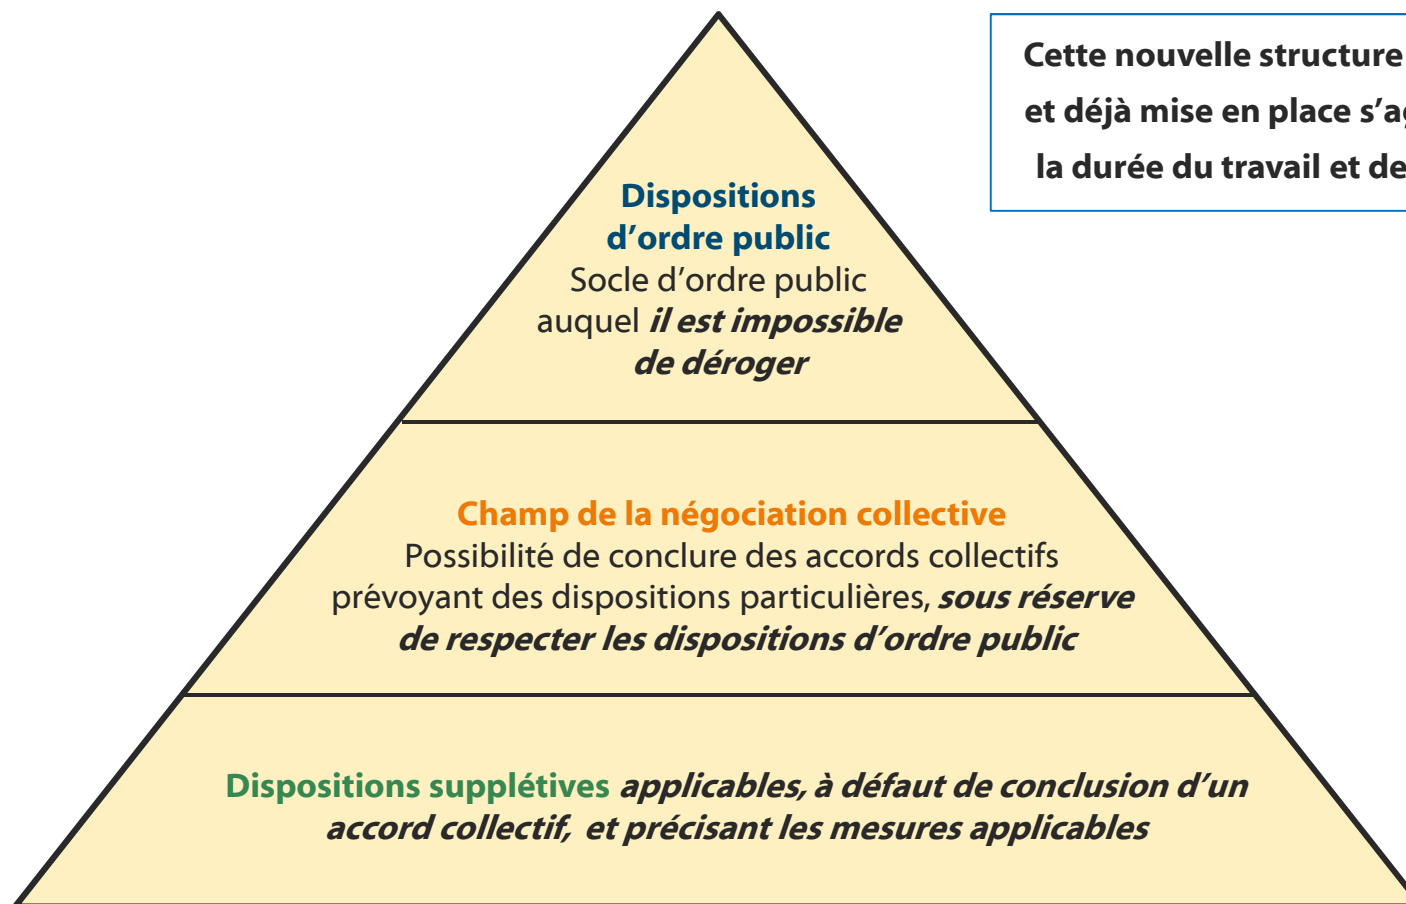 Cette nouvelle structure
et déjà mise en place
la durée du travail et
Dispositions
d’ordre public
Socle d’ordre public
auquel il est impossible
de déroger
Champ de la négociation collective
Possibilité de conclure des accords collectifs
prévoyant des dispositions particulières, sous réserve
de respecter les dispositions d’ordre public
Dispositions supplétives applicables, à défaut de conclusion d’un
accord collectif, et précisant les mesures applicables